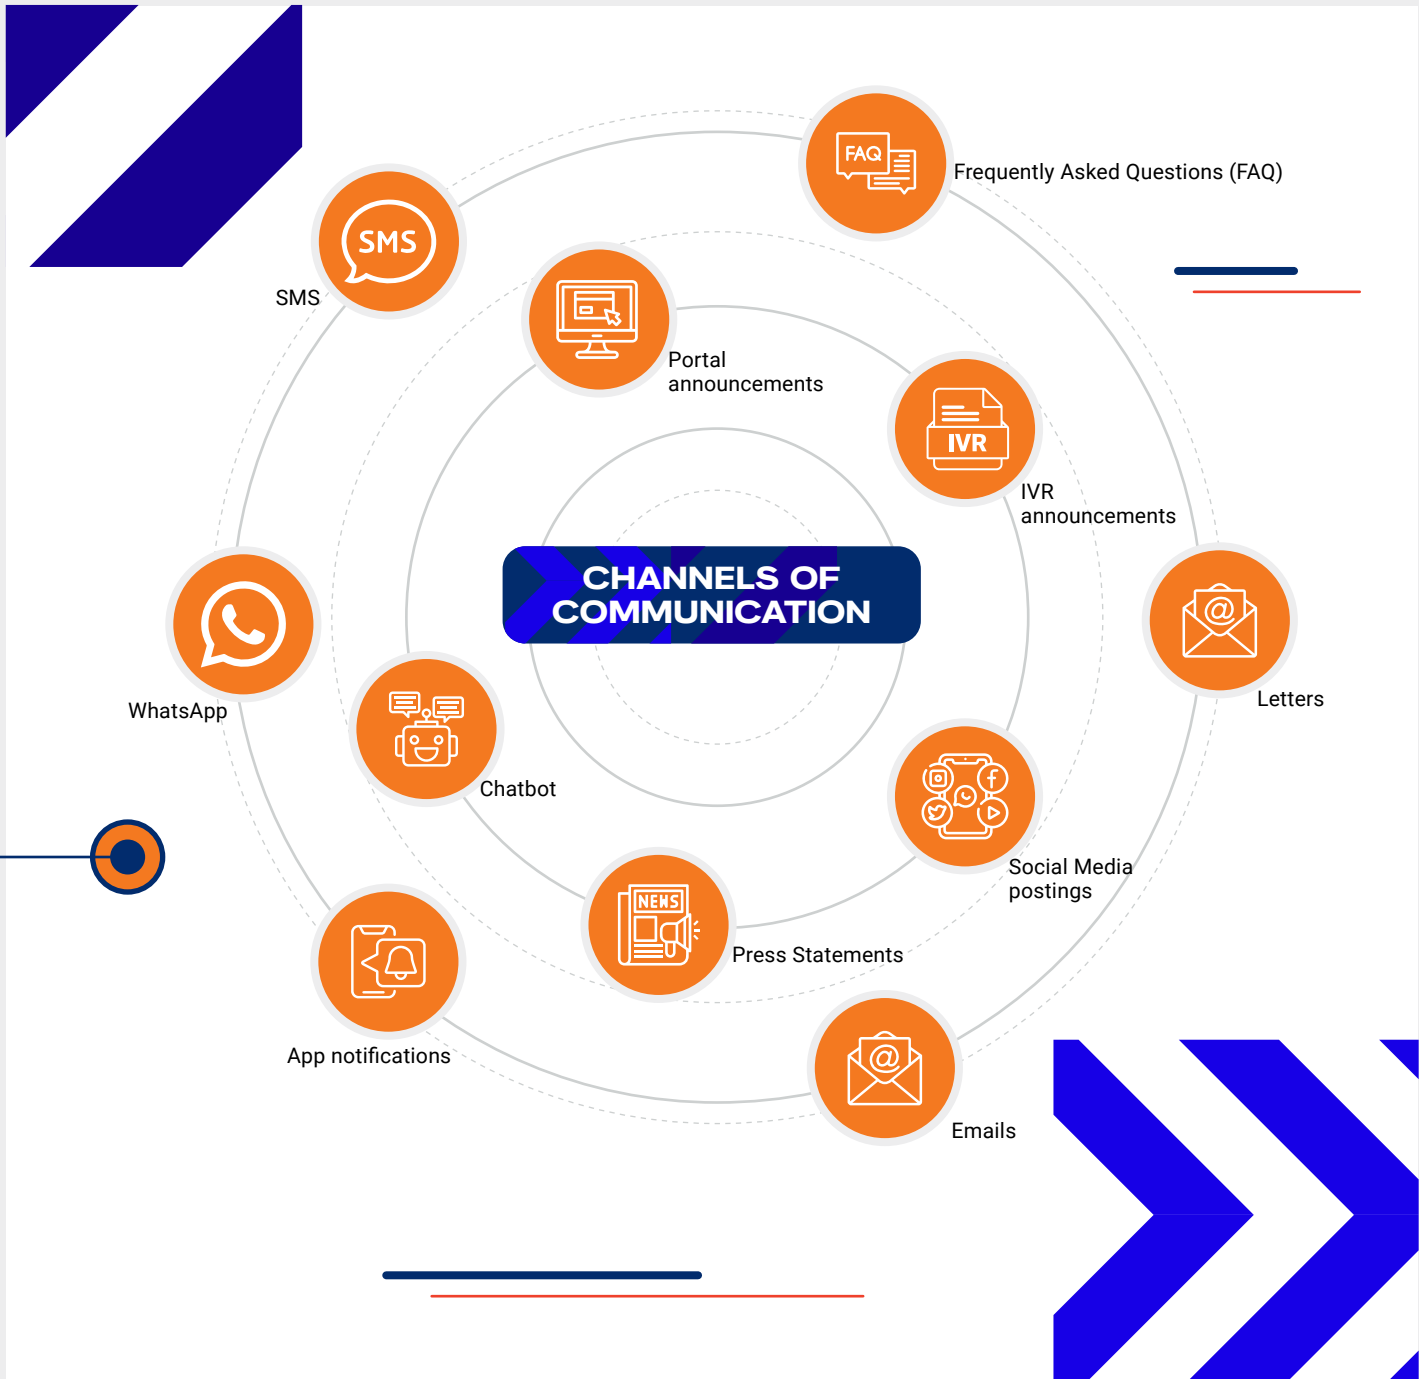 FAQ
Frequently Asked Questions (FAQ)
SMS
SMS
Portal
announcements
IVR
IVR
announcements
CHANNELS OF
COMMUNICATION
@
Letters
WhatsApp
Chatbot
Social Media
postings
NEWS
Press Statements
App notifications
@
Emails